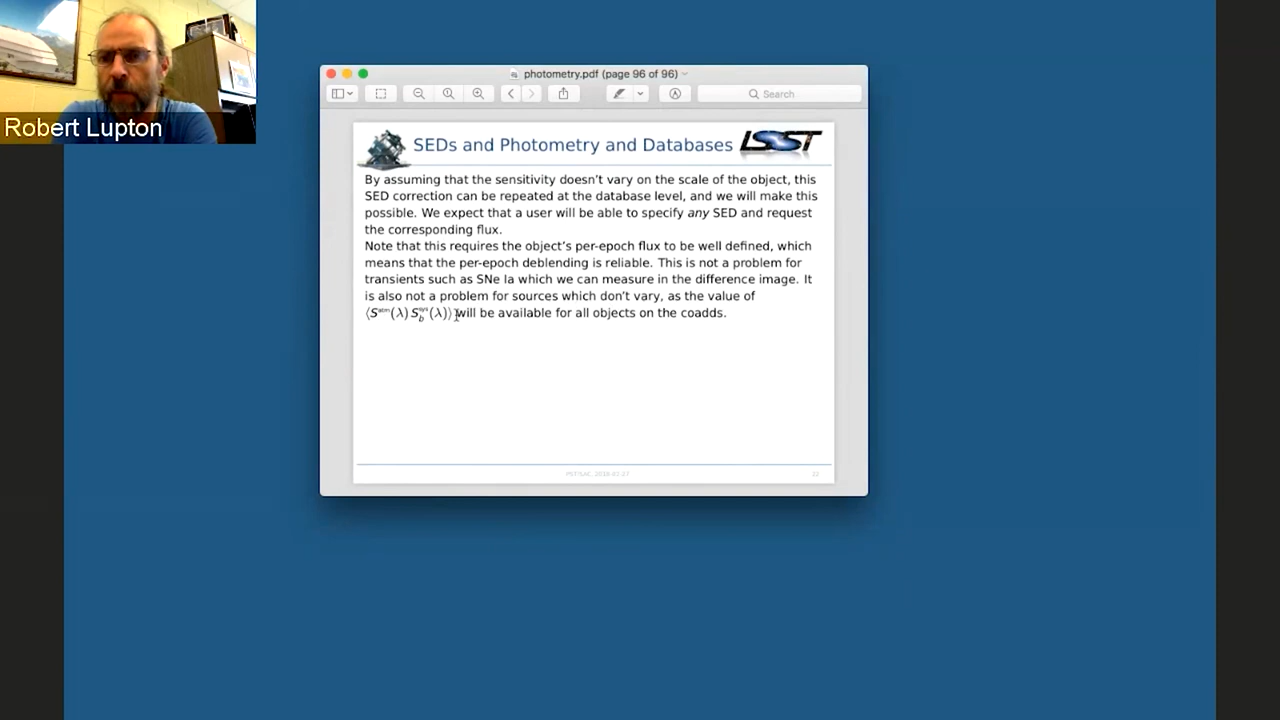 Robert Lupton
photometry.pdf (page 96 of 96)
Search
SEDs and Photometry and Databases
LSST
By assuming that the sensitivity doesn't vary on the scale of the object, this
SED correction can be repeated at the database level, and we will make this
possible. We expect that a user will be able to specify any SED and request
the corresponding flux.
Note that this requires the object's per-epoch flux to be well defined, which
means that the per-epoch deblending is reliable. This is not a problem for
transients such as SNe Ia which we can measure in the difference image. It
is also not a problem for sources which don't vary, as the value of
⟨S^atm(λ) S_b^sys(λ)⟩ will be available for all objects on the coadds.
22